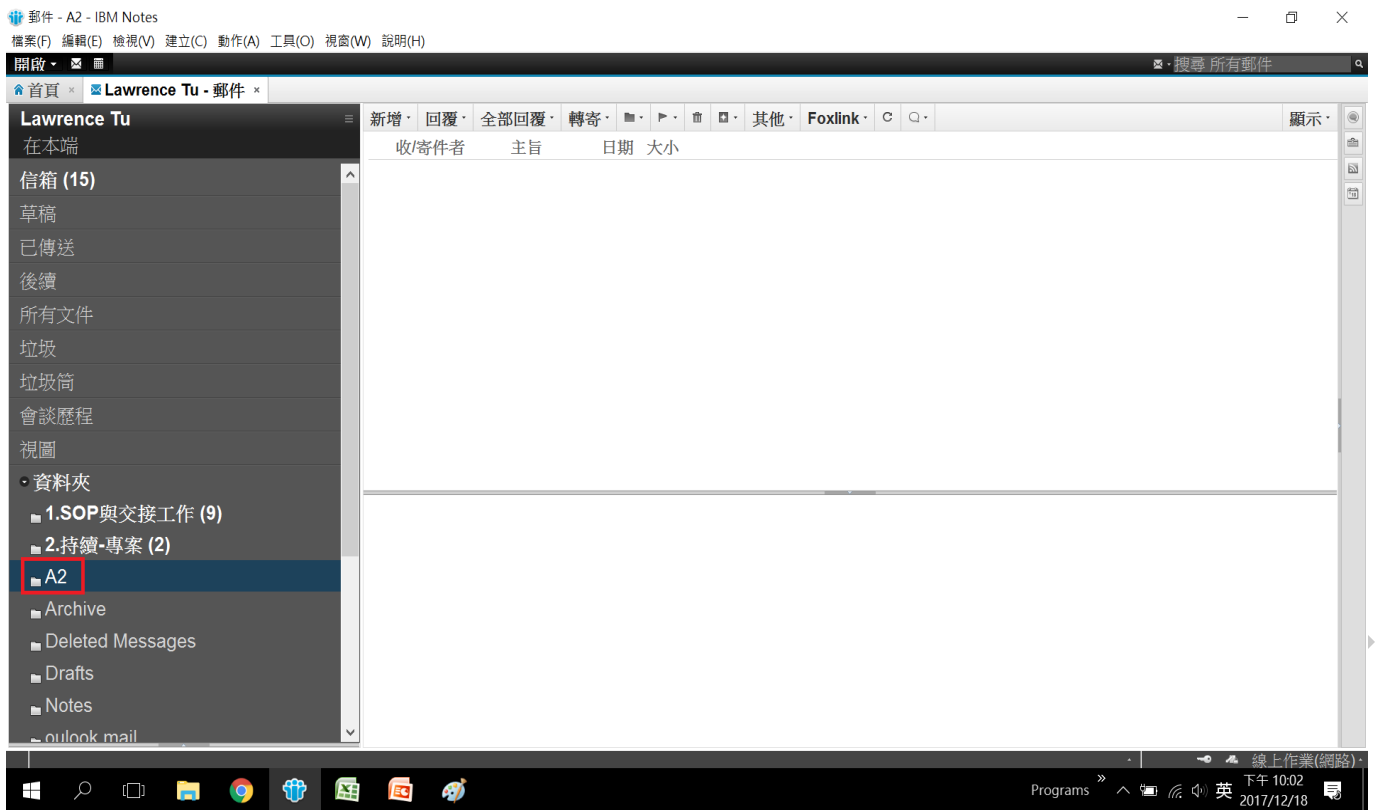 郵件 - A2 - IBM Notes
檔案(F) 編輯(E) 檢視(V) 建立(C) 動作(A) 工具(O) 視窗(W) 說明(H)
開啟 搜尋 所有郵件
首頁 × Lawrence Tu - 郵件 ×
Lawrence Tu
在本端
新增 回覆 全部回覆 轉寄 其他 Foxlink 顯示
收/寄件者 主旨 日期 大小
信箱 (15)
草稿
已傳送
後續
所有文件
垃圾
垃圾筒
會談歷程
視圖
資料夾
1.SOP與交接工作 (9)
2.持續-專案 (2)
A2
Archive
Deleted Messages
Drafts
Notes
oulook mail
線上作業(網路)
Programs » 英 下午 10:02
2017/12/18